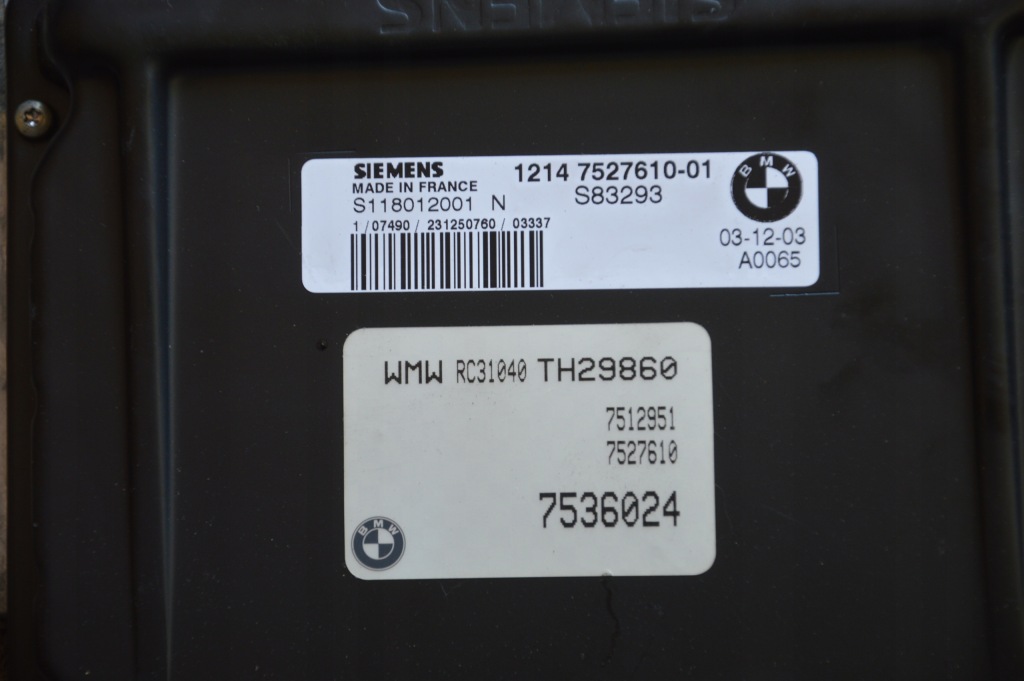 SIEMENS
SIEMENS
MADE IN FRANCE
S118012001 N
1214 7527610-01
S83293
1 / 07490 / 231250760 / 03337
BMW
03-12-03
A0065
WMW RC31040 TH29860
7512951
7527610
7536024
BMW